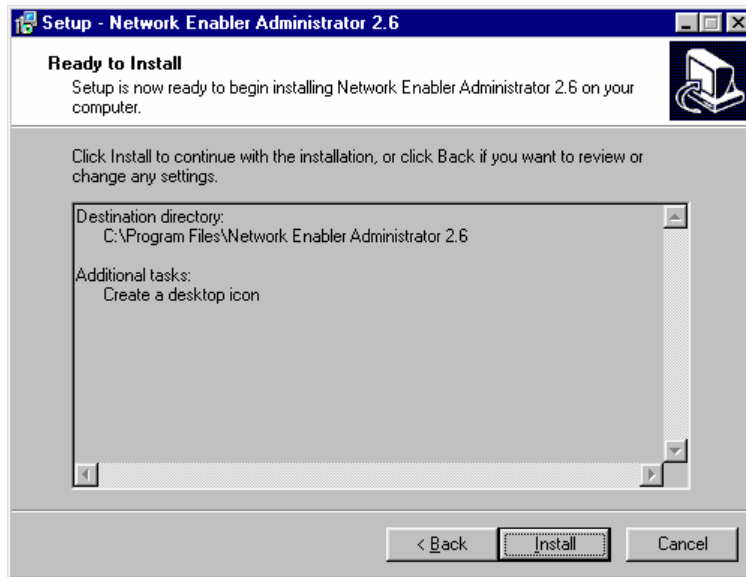 Setup - Network Enabler Administrator 2.6
Ready to Install
Setup is now ready to begin installing Network Enabler Administrator 2.6 on your
computer.
Click Install to continue with the installation, or click Back if you want to review or
change any settings.
Destination directory:
C:\Program Files\Network Enabler Administrator 2.6
Additional tasks:
Create a desktop icon
< Back
Install
Cancel